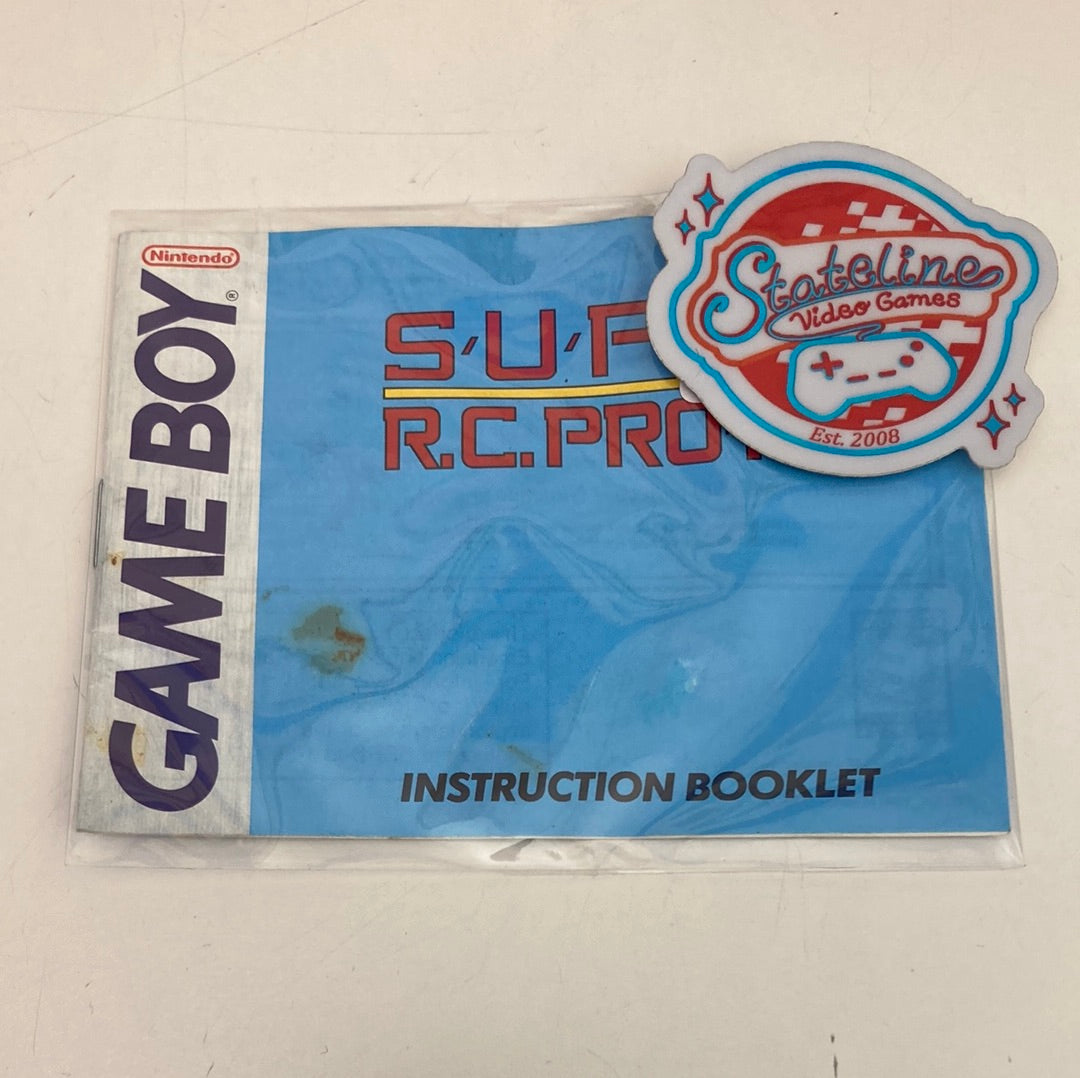 Nintendo®
GAME BOY®
S·U·P
R.C. PRO
INSTRUCTION BOOKLET
Stateline
Video Games
Est. 2008